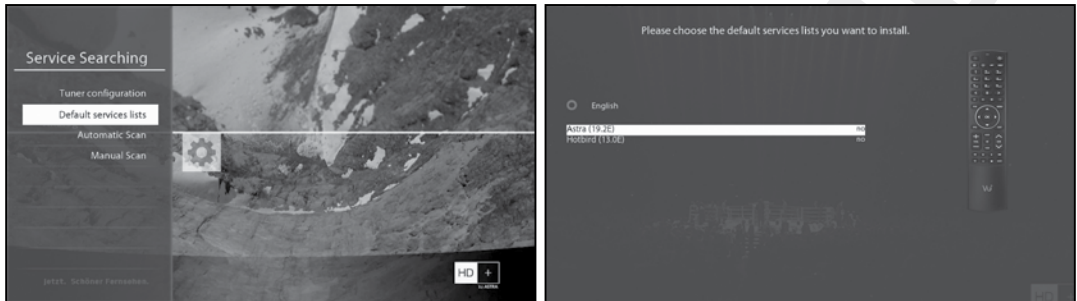 Service Searching
Tuner configuration
Default services lists
Automatic Scan
Manual Scan
Jetzt. Schöner Fernsehen.
HD +
Please choose the default services lists you want to install.
English
Astra (19.2E) no
Hotbird (13.0E) no
HD